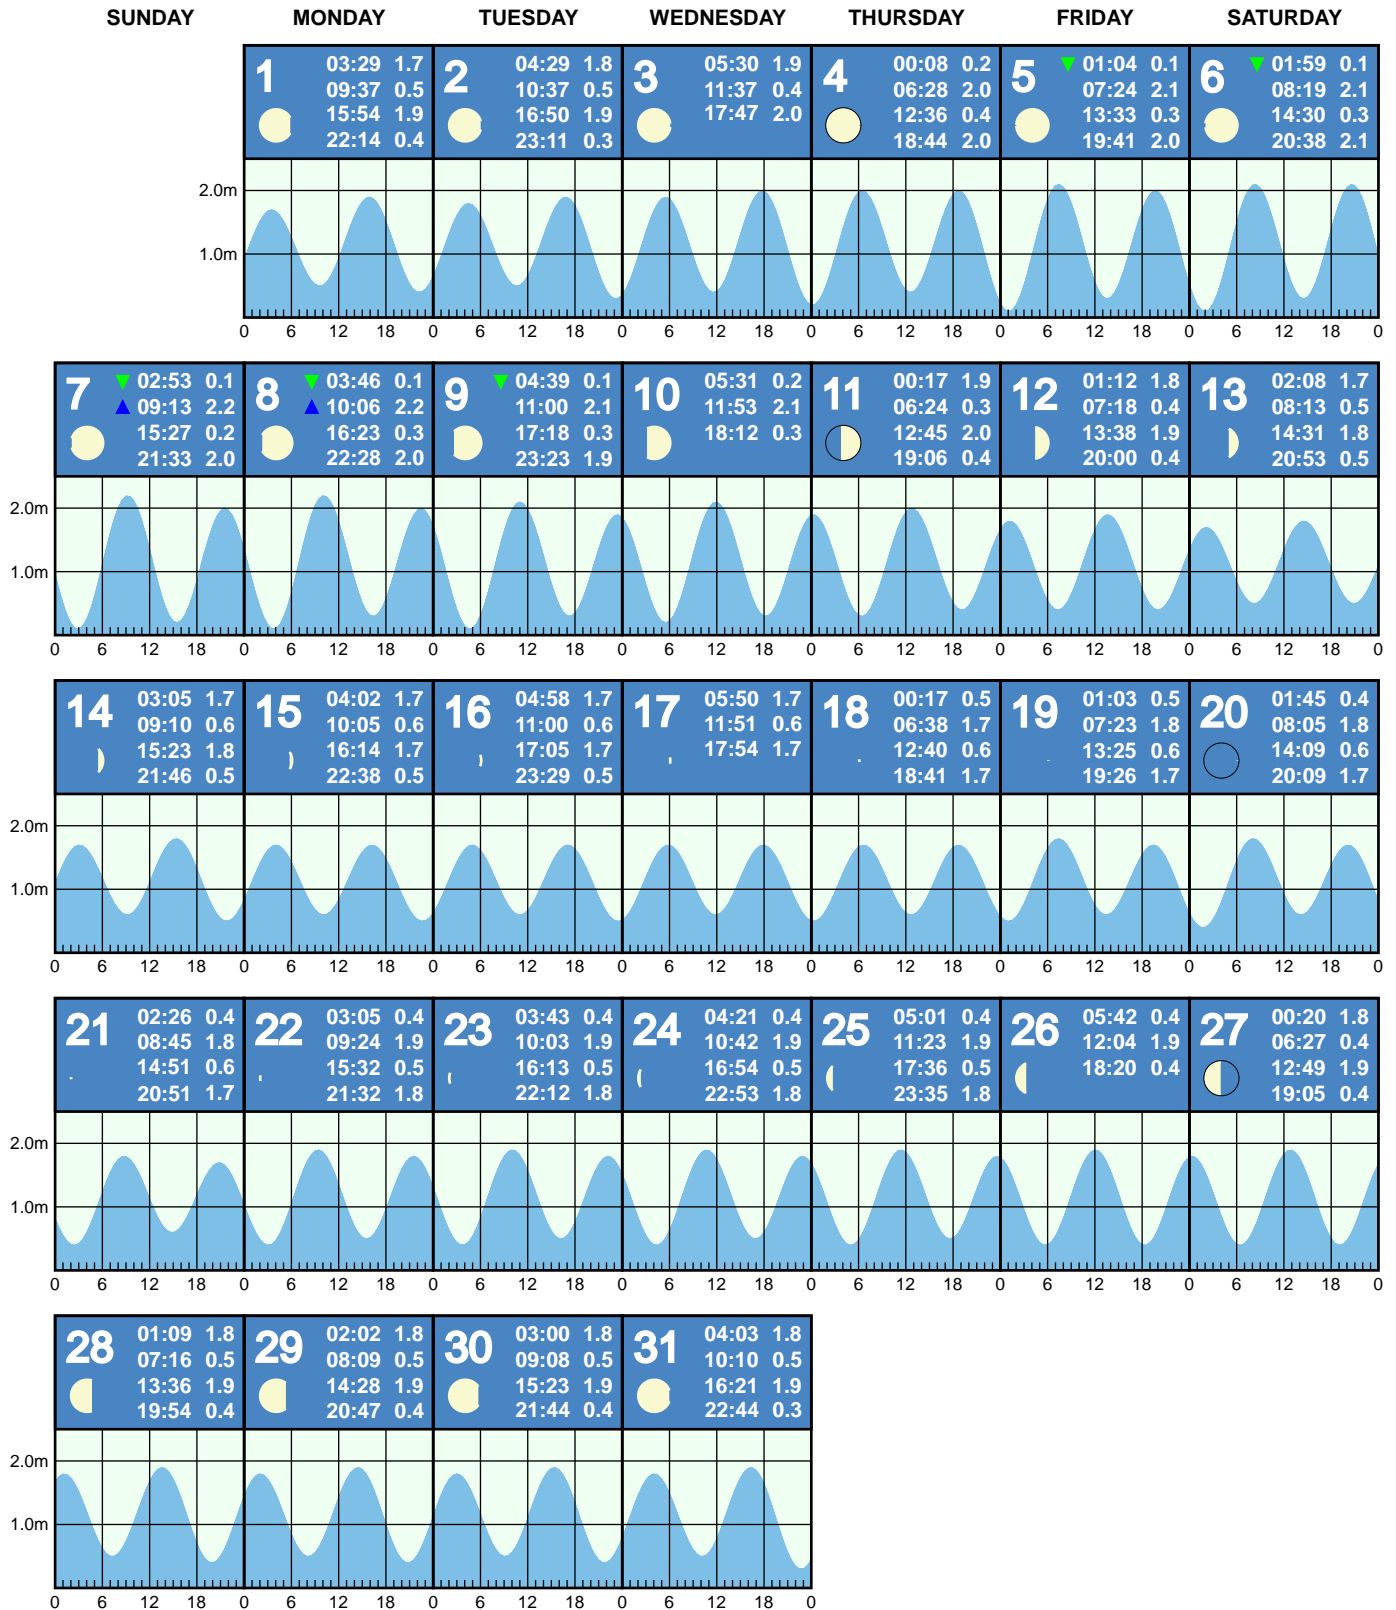 SUNDAY MONDAY TUESDAY WEDNESDAY THURSDAY FRIDAY SATURDAY
1 03:29 1.7
09:37 0.5
15:54 1.9
22:14 0.4
2 04:29 1.8
10:37 0.5
16:50 1.9
23:11 0.3
3 05:30 1.9
11:37 0.4
17:47 2.0
4 00:08 0.2
06:28 2.0
12:36 0.4
18:44 2.0
5 01:04 0.1
07:24 2.1
13:33 0.3
19:41 2.0
6 01:59 0.1
08:19 2.1
14:30 0.3
20:38 2.1
2.0m
1.0m
0 6 12 18 0 6 12 18 0 6 12 18 0 6 12 18 0 6 12 18 0 6 12 18 0
7 02:53 0.1
09:13 2.2
15:27 0.2
21:33 2.0
8 03:46 0.1
10:06 2.2
16:23 0.3
22:28 2.0
9 04:39 0.1
11:00 2.1
17:18 0.3
23:23 1.9
10 05:31 0.2
11:53 2.1
18:12 0.3
11 00:17 1.9
06:24 0.3
12:45 2.0
19:06 0.4
12 01:12 1.8
07:18 0.4
13:38 1.9
20:00 0.4
13 02:08 1.7
08:13 0.5
14:31 1.8
20:53 0.5
2.0m
1.0m
0 6 12 18 0 6 12 18 0 6 12 18 0 6 12 18 0 6 12 18 0 6 12 18 0 6 12 18 0
14 03:05 1.7
09:10 0.6
15:23 1.8
21:46 0.5
15 04:02 1.7
10:05 0.6
16:14 1.7
22:38 0.5
16 04:58 1.7
11:00 0.6
17:05 1.7
23:29 0.5
17 05:50 1.7
11:51 0.6
17:54 1.7
18 00:17 0.5
06:38 1.7
12:40 0.6
18:41 1.7
19 01:03 0.5
07:23 1.8
13:25 0.6
19:26 1.7
20 01:45 0.4
08:05 1.8
14:09 0.6
20:09 1.7
2.0m
1.0m
0 6 12 18 0 6 12 18 0 6 12 18 0 6 12 18 0 6 12 18 0 6 12 18 0 6 12 18 0
21 02:26 0.4
08:45 1.8
14:51 0.6
20:51 1.7
22 03:05 0.4
09:24 1.9
15:32 0.5
21:32 1.8
23 03:43 0.4
10:03 1.9
16:13 0.5
22:12 1.8
24 04:21 0.4
10:42 1.9
16:54 0.5
22:53 1.8
25 05:01 0.4
11:23 1.9
17:36 0.5
23:35 1.8
26 05:42 0.4
12:04 1.9
18:20 0.4
27 00:20 1.8
06:27 0.4
12:49 1.9
19:05 0.4
2.0m
1.0m
0 6 12 18 0 6 12 18 0 6 12 18 0 6 12 18 0 6 12 18 0 6 12 18 0 6 12 18 0
28 01:09 1.8
07:16 0.5
13:36 1.9
19:54 0.4
29 02:02 1.8
08:09 0.5
14:28 1.9
20:47 0.4
30 03:00 1.8
09:08 0.5
15:23 1.9
21:44 0.4
31 04:03 1.8
10:10 0.5
16:21 1.9
22:44 0.3
2.0m
1.0m
0 6 12 18 0 6 12 18 0 6 12 18 0 6 12 18 0